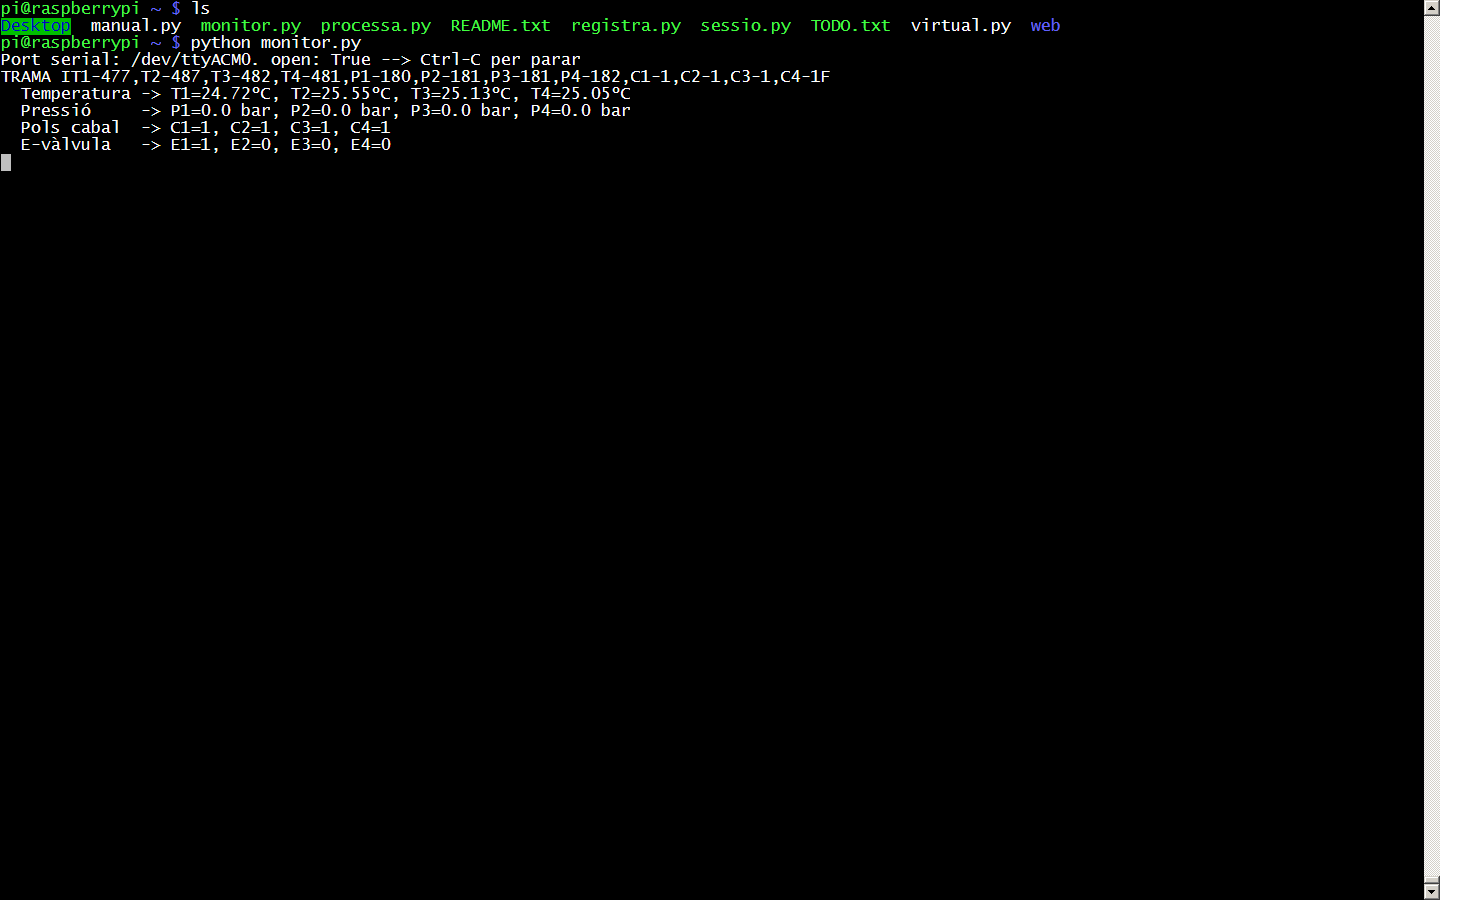 pi@raspberrypi ~ $ ls
Desktop  manual.py  monitor.py  processa.py  README.txt  registra.py  sessio.py  TODO.txt  virtual.py  web
pi@raspberrypi ~ $ python monitor.py
Port serial: /dev/ttyACM0. open: True --> Ctrl-C per parar
TRAMA IT1-477,T2-487,T3-482,T4-481,P1-180,P2-181,P3-181,P4-182,C1-1,C2-1,C3-1,C4-1F
  Temperatura -> T1=24.72ºC, T2=25.55ºC, T3=25.13ºC, T4=25.05ºC
  Pressió     -> P1=0.0 bar, P2=0.0 bar, P3=0.0 bar, P4=0.0 bar
  Pols cabal  -> C1=1, C2=1, C3=1, C4=1
  E-vàlvula   -> E1=1, E2=0, E3=0, E4=0